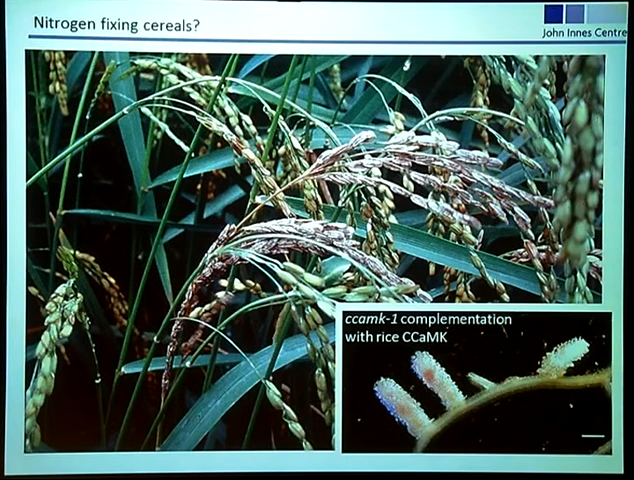 Nitrogen fixing cereals?
John Innes Centre
ccamk-1 complementation
with rice CCaMK